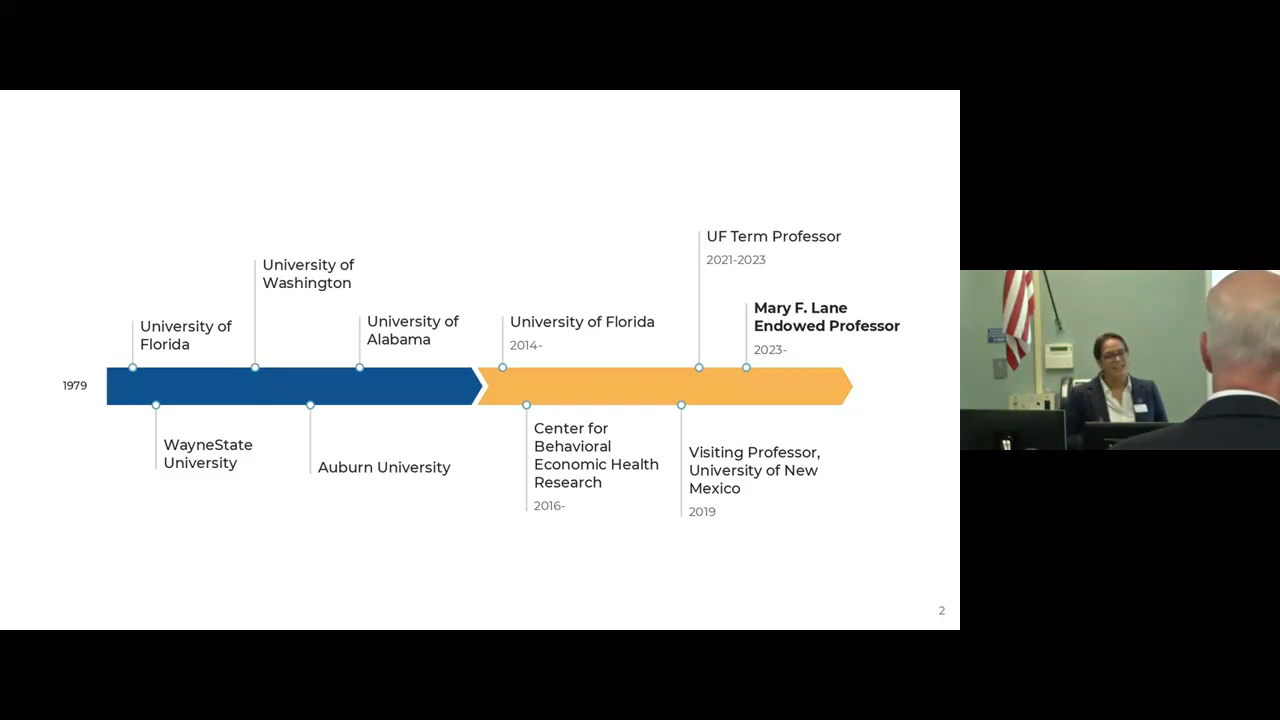 UF Term Professor
2021-2023
University of
Washington
Mary F. Lane
Endowed Professor
2023-
University of
Florida
University of
Alabama
University of Florida
2014-
1979
WayneState
University
Auburn University
Center for
Behavioral
Economic Health
Research
2016-
Visiting Professor,
University of New
Mexico
2019
2